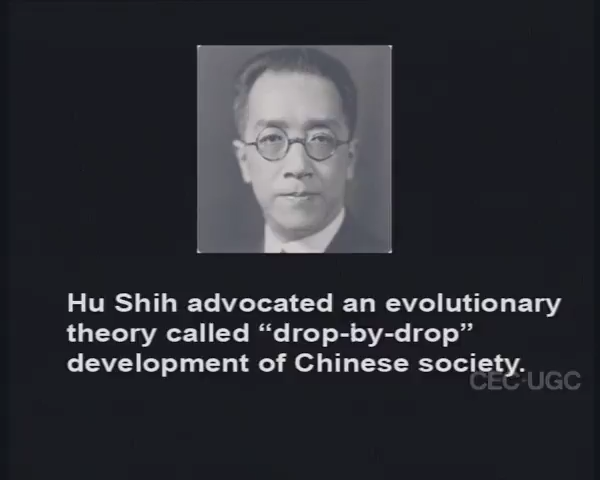 Hu Shih advocated an evolutionary
theory called “drop-by-drop”
development of Chinese society.
CEC-UGC